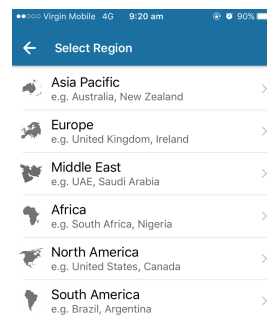 Virgin Mobile 4G 9:20 am 90%
Select Region
Asia Pacific
e.g. Australia, New Zealand
Europe
e.g. United Kingdom, Ireland
Middle East
e.g. UAE, Saudi Arabia
Africa
e.g. South Africa, Nigeria
North America
e.g. United States, Canada
South America
e.g. Brazil, Argentina